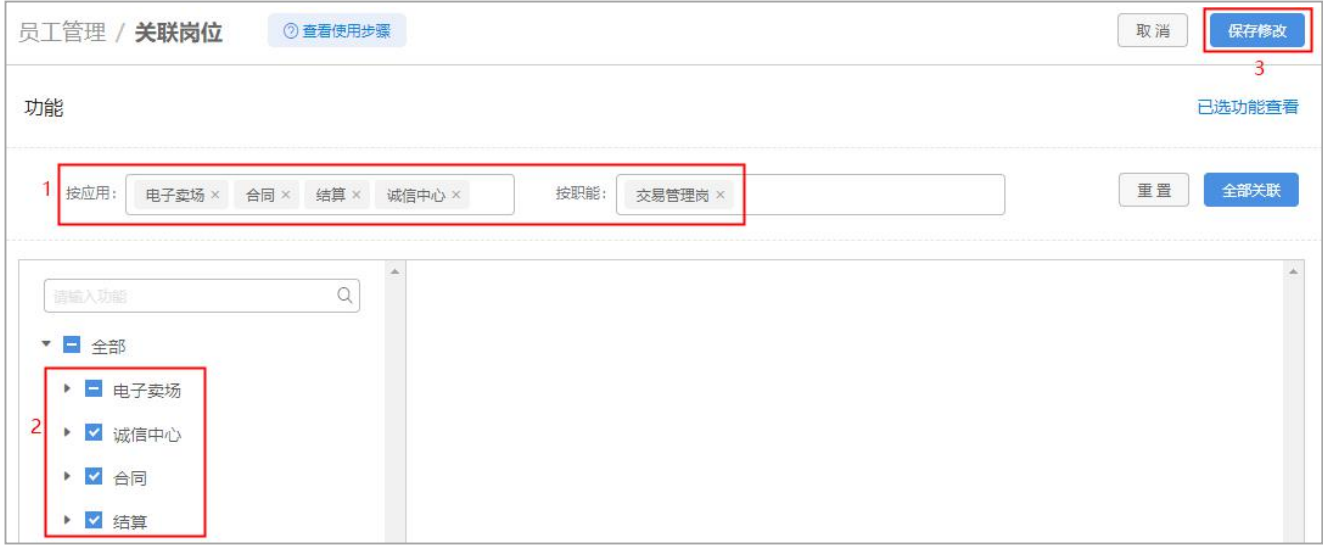 员工管理 / 关联岗位 查看使用步骤 取消 保存修改
3
功能 已选功能查看
1 按应用: 电子卖场 × 合同 × 结算 × 诚信中心 × 按职能: 交易管理岗 × 重置 全部关联
请输入功能
全部
电子卖场
2 诚信中心
合同
结算